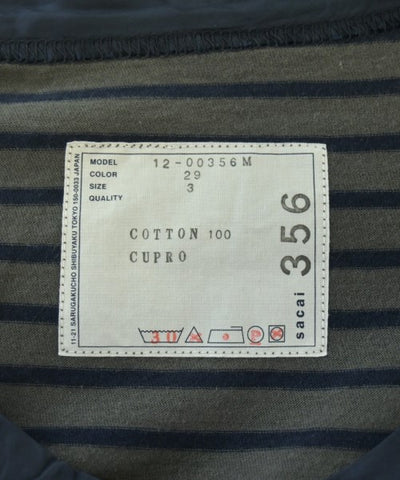 MODEL 12-00356M
COLOR 29
SIZE 3
QUALITY
COTTON 100
CUPRO
30 P
sacai 356
11-21 SARUGAKUCHO SHIBUYAKU TOKYO 150-0033 JAPAN